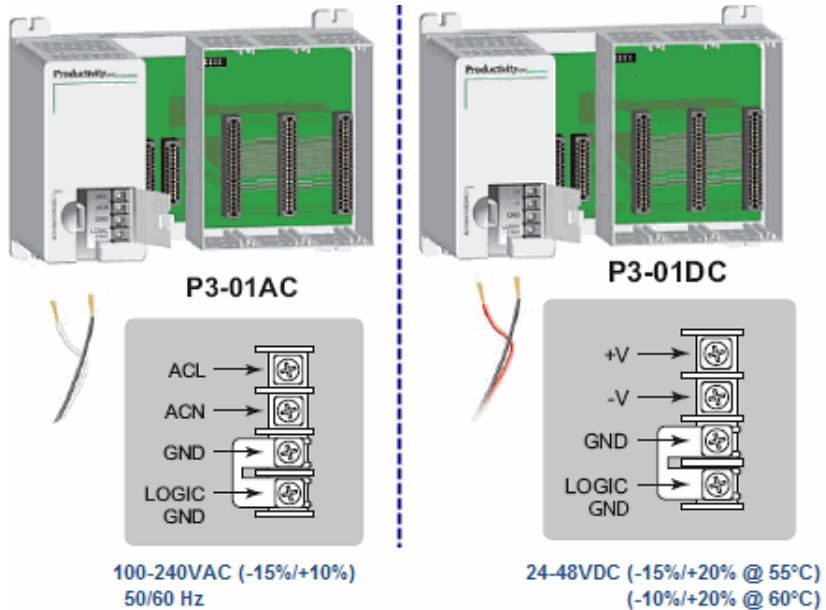 Productivity
P3-01AC
ACL
ACN
GND
LOGIC
GND
100-240VAC (-15%/+10%)
50/60 Hz
Productivity
P3-01DC
+V
-V
GND
LOGIC
GND
24-48VDC (-15%/+20% @ 55°C)
(-10%/+20% @ 60°C)